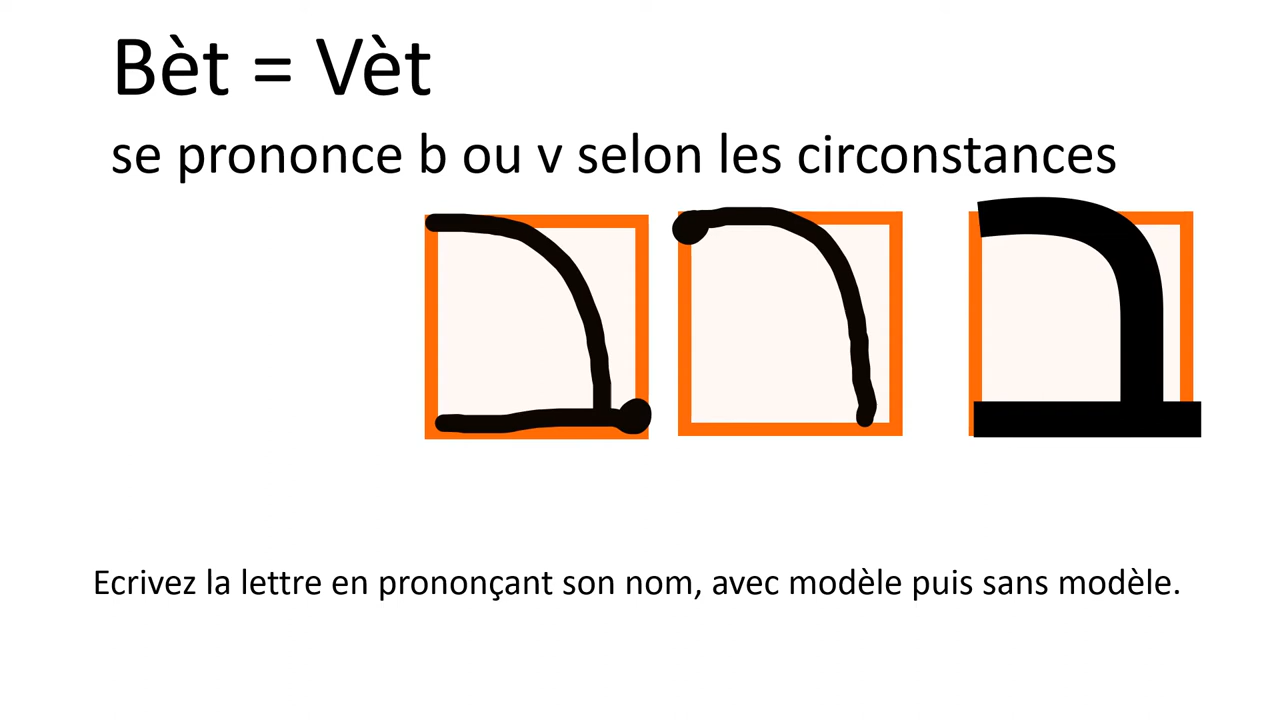 Bèt = Vèt
se prononce b ou v selon les circonstances
ב
Ecrivez la lettre en prononçant son nom, avec modèle puis sans modèle.